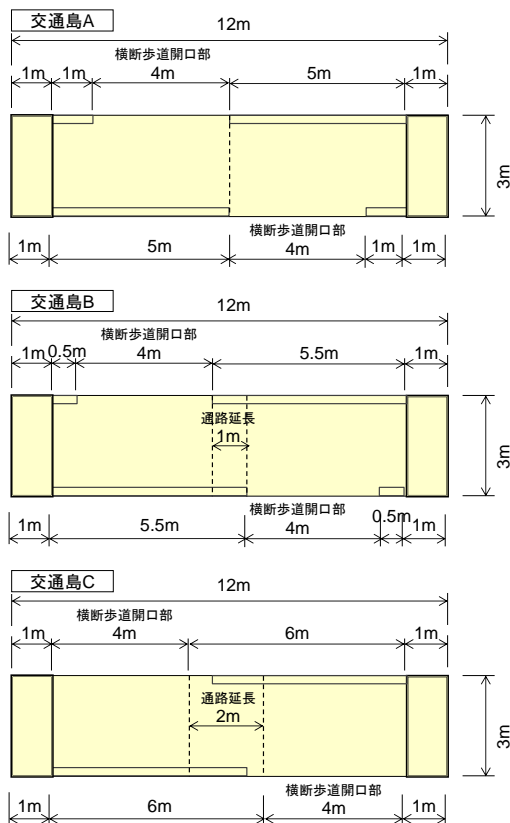 交通島A
12m
横断歩道開口部
1m 1m 4m 5m 1m
3m
横断歩道開口部
1m 5m 4m 1m 1m
交通島B
12m
横断歩道開口部
1m 0.5m 4m 5.5m 1m
通路延長
1m
3m
横断歩道開口部
1m 5.5m 4m 0.5m 1m
交通島C
12m
横断歩道開口部
1m 4m 6m 1m
通路延長
2m
3m
横断歩道開口部
1m 6m 4m 1m